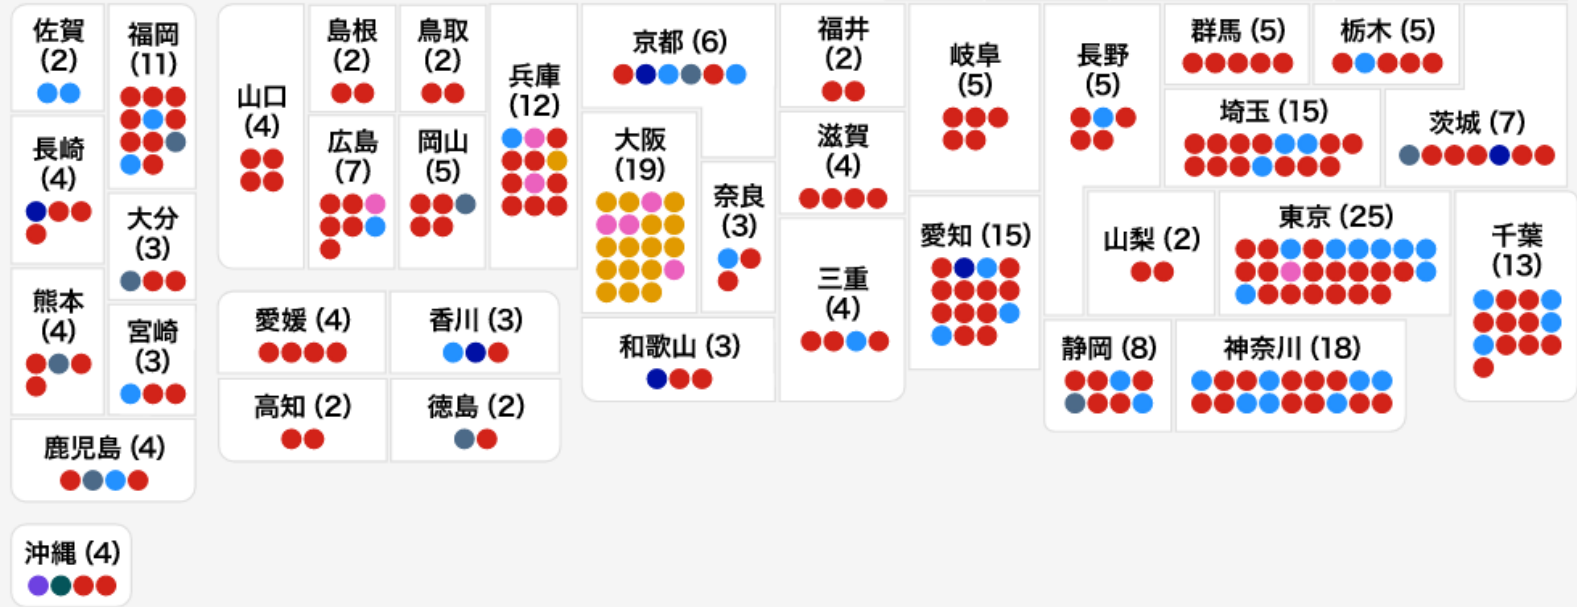 佐賀
(2)
福岡
(11)
長崎
(4)
大分
(3)
熊本
(4)
宮崎
(3)
鹿児島 (4)
沖縄 (4)
山口
(4)
島根
(2)
鳥取
(2)
広島
(7)
岡山
(5)
兵庫
(12)
愛媛 (4)
香川 (3)
高知 (2)
徳島 (2)
京都 (6)
大阪
(19)
奈良
(3)
和歌山 (3)
福井
(2)
滋賀
(4)
三重
(4)
岐阜
(5)
愛知 (15)
長野
(5)
群馬 (5)
栃木 (5)
埼玉 (15)
茨城 (7)
山梨 (2)
東京 (25)
千葉
(13)
静岡 (8)
神奈川 (18)